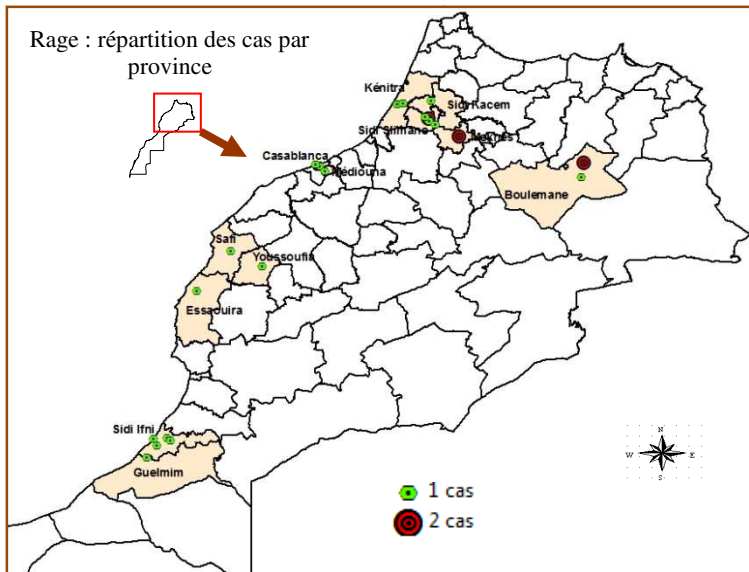 Rage : répartition des cas par
province
Kénitra
Sidi Kacem
Sidi Slimane
Meknès
Casablanca
Médiouna
Boulemane
Safi
Youssoufia
Essaouira
Sidi Ifni
Guelmim
N
W
E
S
1 cas
2 cas